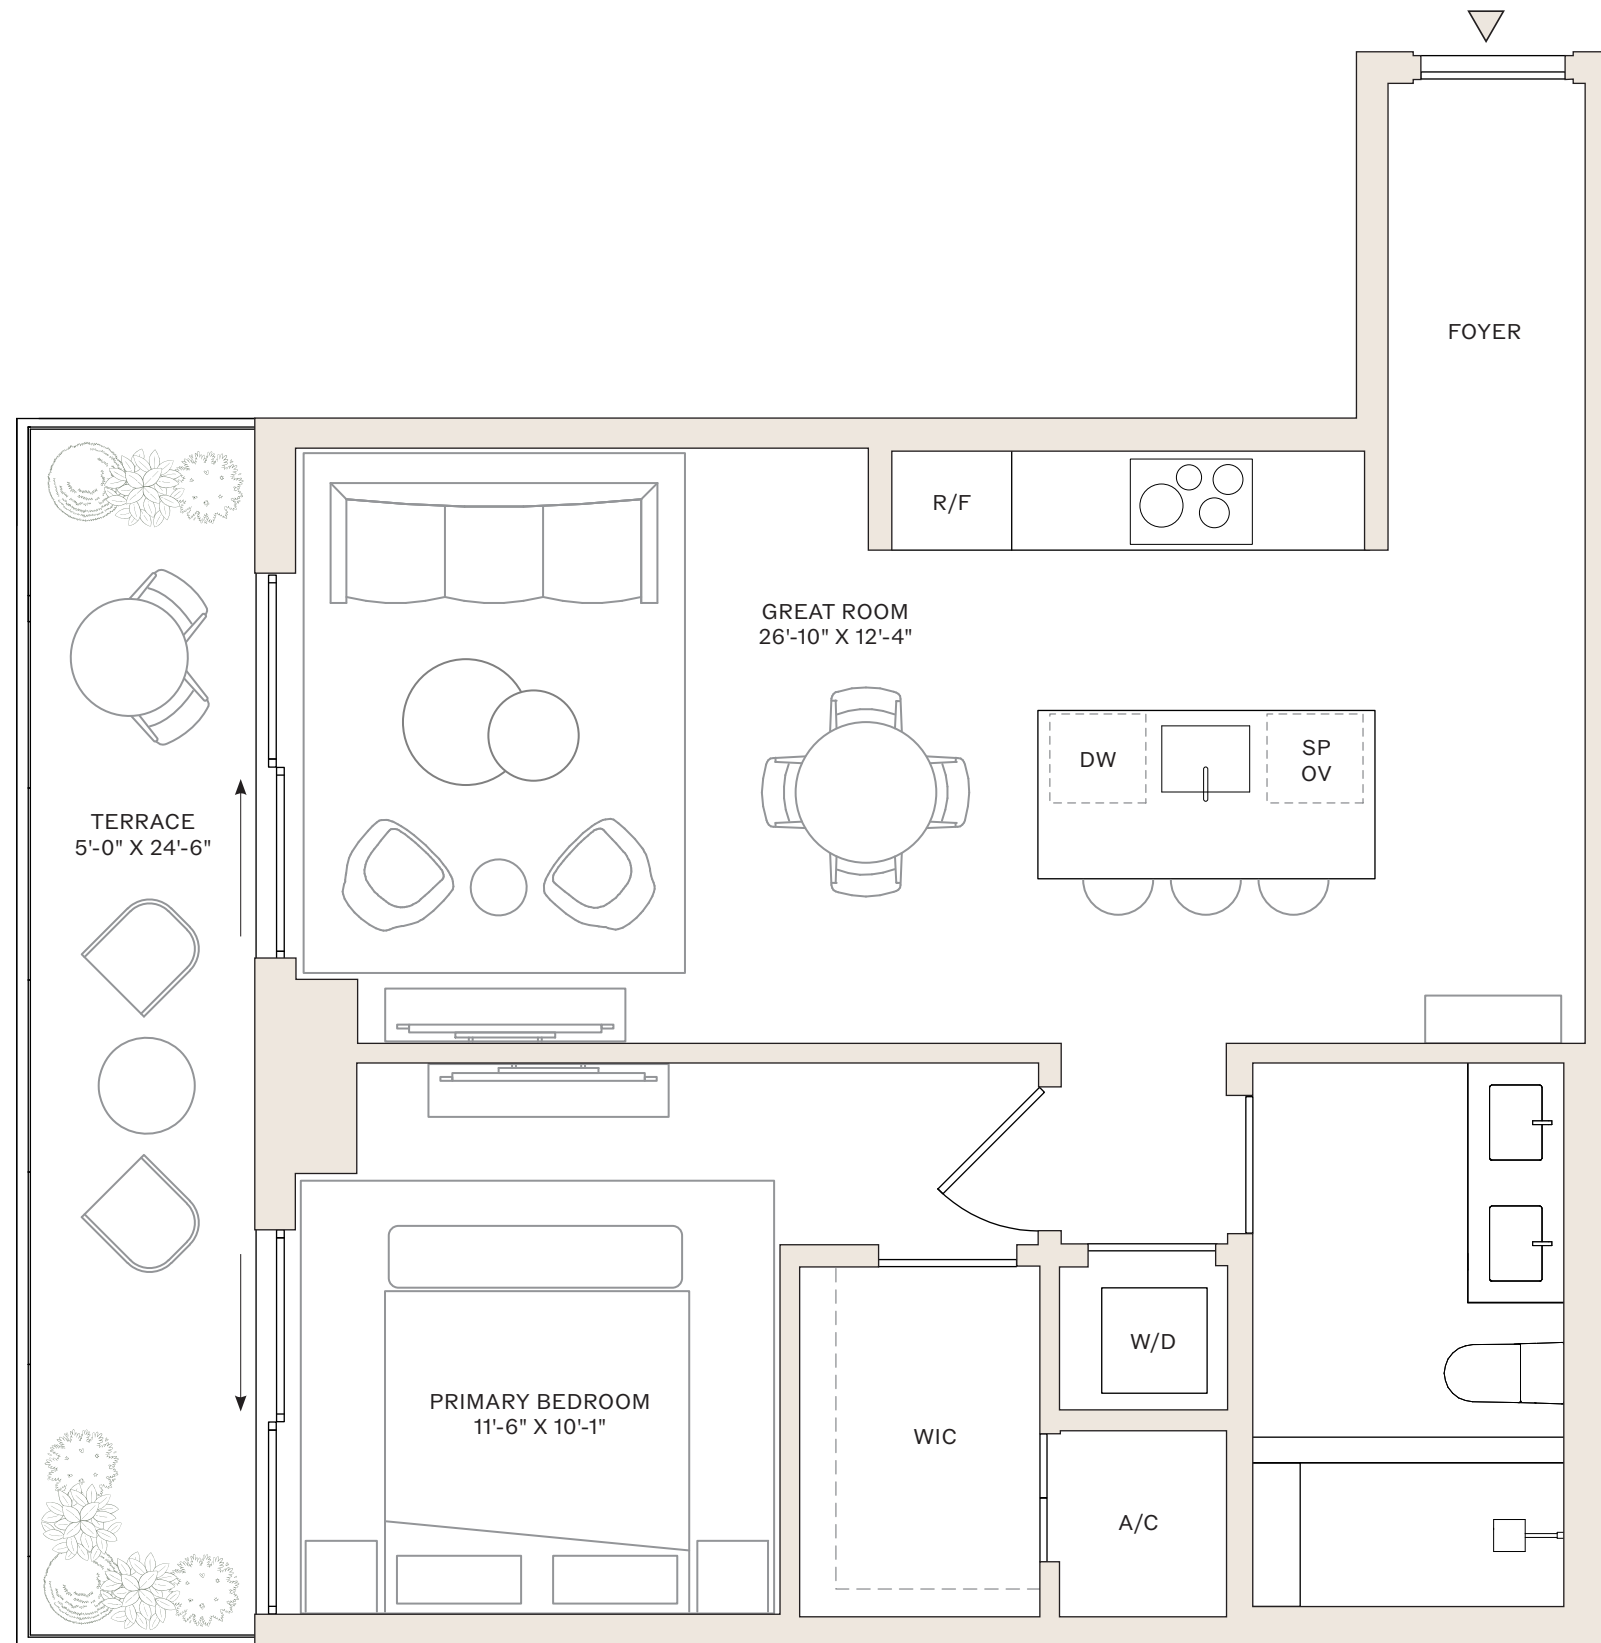 FOYER
R/F
GREAT ROOM
26'-10" X 12'-4"
DW
SP
OV
TERRACE
5'-0" X 24'-6"
W/D
PRIMARY BEDROOM
11'-6" X 10'-1"
WIC
A/C